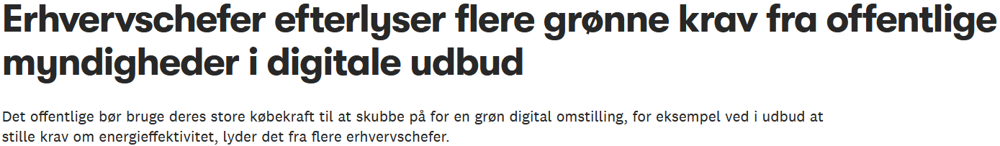 Erhvervschefer efterlyser flere grønne krav fra offentlige
myndigheder i digitale udbud
Det offentlige bør bruge deres store købekraft til at skubbe på for en grøn digital omstilling, for eksempel ved i udbud at
stille krav om energieffektivitet, lyder det fra flere erhvervschefer.